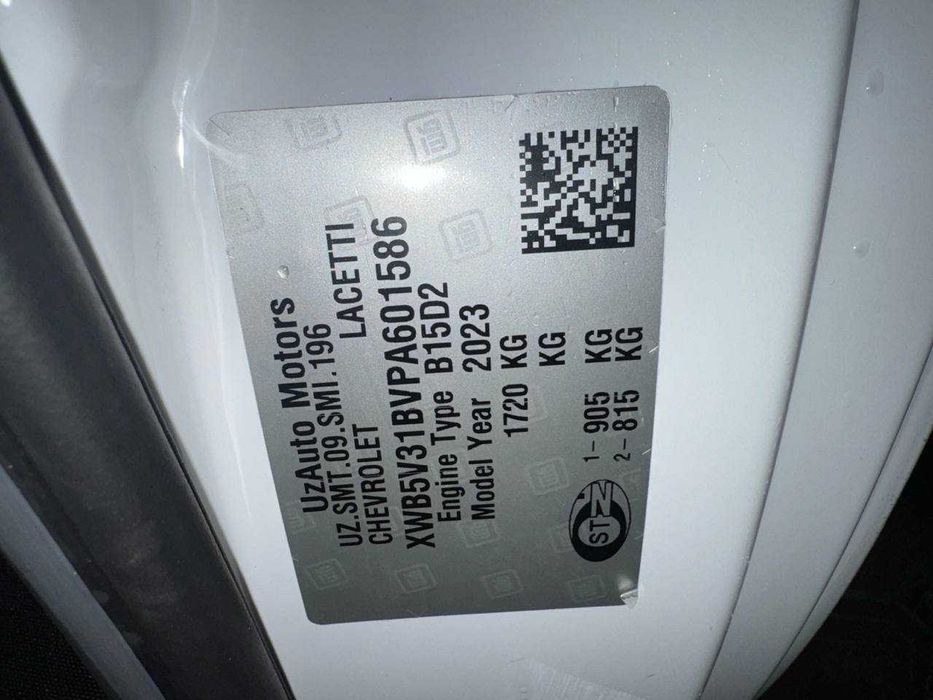 UzAuto Motors
UZ.SMT.09.SMI.196
CHEVROLET LACETTI
XWB5V31BVPA601586
Engine Type B15D2
Model Year 2023
1720 KG
KG
1- 905 KG
2- 815 KG
STZ